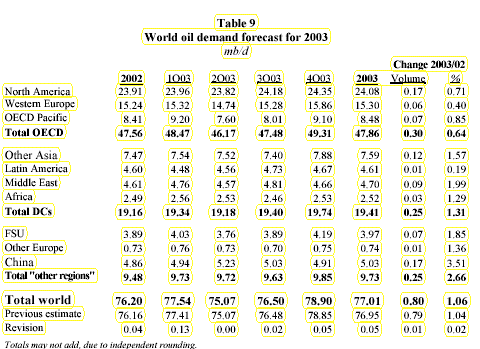 Table 9
World oil demand forecast for 2003
mb/d
Change 2003/02
2002 1Q03 2Q03 3Q03 4Q03 2003 Volume %
North America 23.91 23.96 23.82 24.18 24.35 24.08 0.17 0.71
Western Europe 15.24 15.32 14.74 15.28 15.86 15.30 0.06 0.40
OECD Pacific 8.41 9.20 7.60 8.01 9.10 8.48 0.07 0.85
Total OECD 47.56 48.47 46.17 47.48 49.31 47.86 0.30 0.64
Other Asia 7.47 7.54 7.52 7.40 7.88 7.59 0.12 1.57
Latin America 4.60 4.48 4.56 4.73 4.67 4.61 0.01 0.19
Middle East 4.61 4.76 4.57 4.81 4.66 4.70 0.09 1.99
Africa 2.49 2.56 2.53 2.46 2.53 2.52 0.03 1.29
Total DCs 19.16 19.34 19.18 19.40 19.74 19.41 0.25 1.31
FSU 3.89 4.03 3.76 3.89 4.19 3.97 0.07 1.85
Other Europe 0.73 0.76 0.73 0.70 0.75 0.74 0.01 1.36
China 4.86 4.94 5.23 5.03 4.91 5.03 0.17 3.51
Total "other regions" 9.48 9.73 9.72 9.63 9.85 9.73 0.25 2.66
Total world 76.20 77.54 75.07 76.50 78.90 77.01 0.80 1.06
Previous estimate 76.16 77.41 75.07 76.48 78.85 76.95 0.79 1.04
Revision 0.04 0.13 0.00 0.02 0.05 0.05 0.01 0.02
Totals may not add, due to independent rounding.